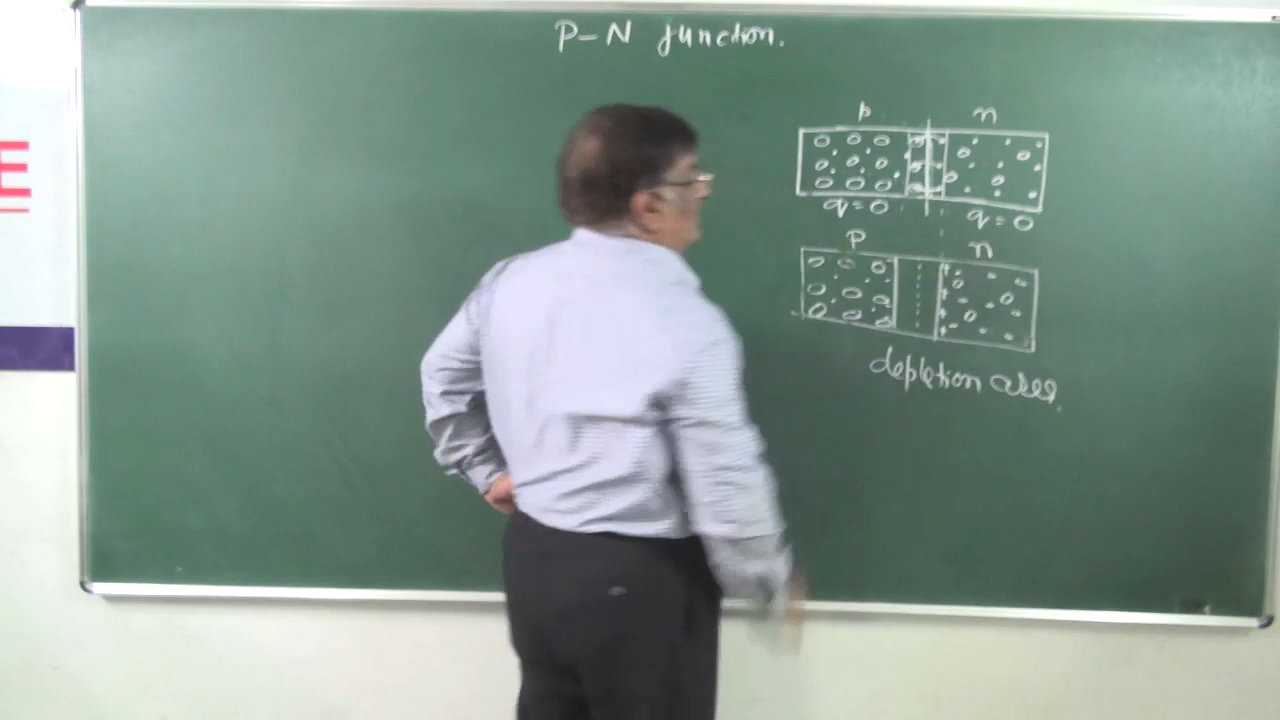 P-N junction.
p n
q=0 q=0
p n
depletion area.
E